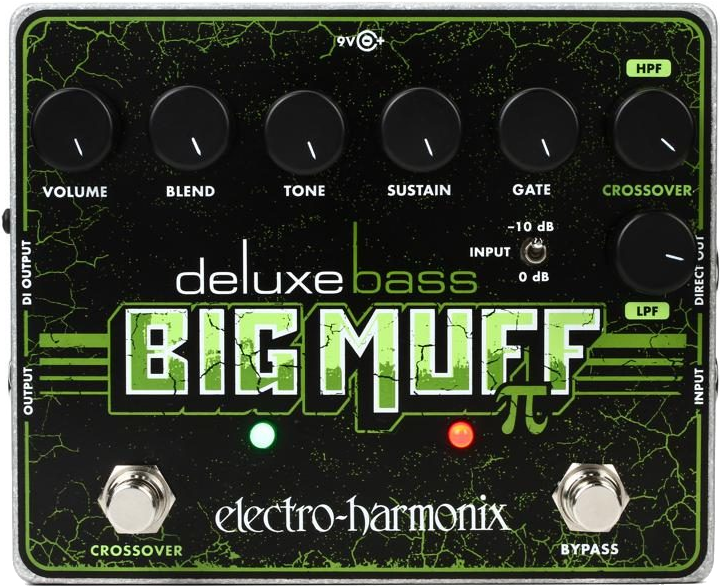 9V
+
HPF
VOLUME
BLEND
TONE
SUSTAIN
GATE
CROSSOVER
-10 dB
INPUT
0 dB
DI OUTPUT
DIRECT OUT
deluxe bass
LPF
BIG MUFF
π
OUTPUT
INPUT
electro-harmonix
CROSSOVER
BYPASS